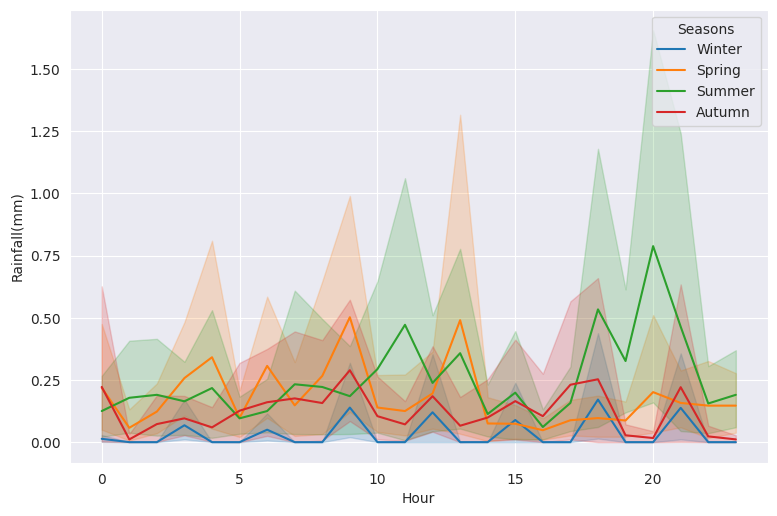 Seasons
Winter
Spring
Summer
Autumn
1.50
1.25
1.00
0.75
0.50
0.25
0.00
Rainfall(mm)
0 5 10 15 20
Hour